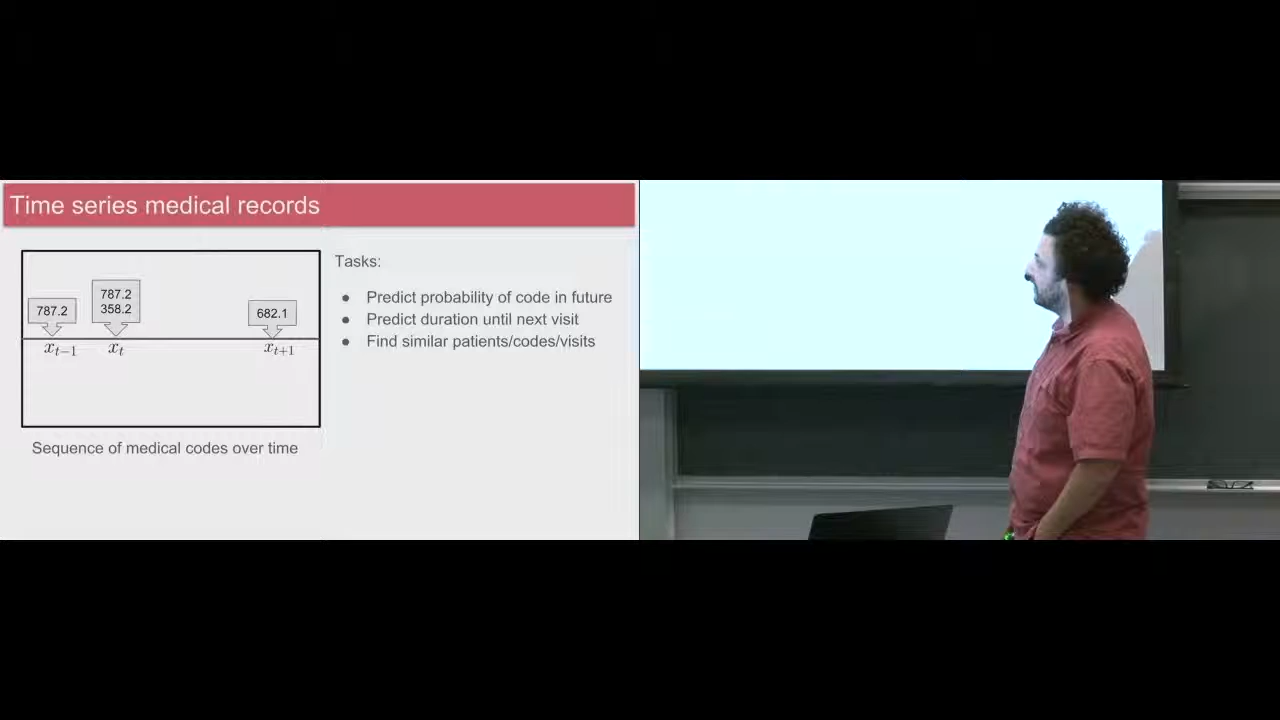 Time series medical records
787.2
787.2
358.2
682.1
x_{t-1}
x_t
x_{t+1}
Sequence of medical codes over time
Tasks:
● Predict probability of code in future
● Predict duration until next visit
● Find similar patients/codes/visits